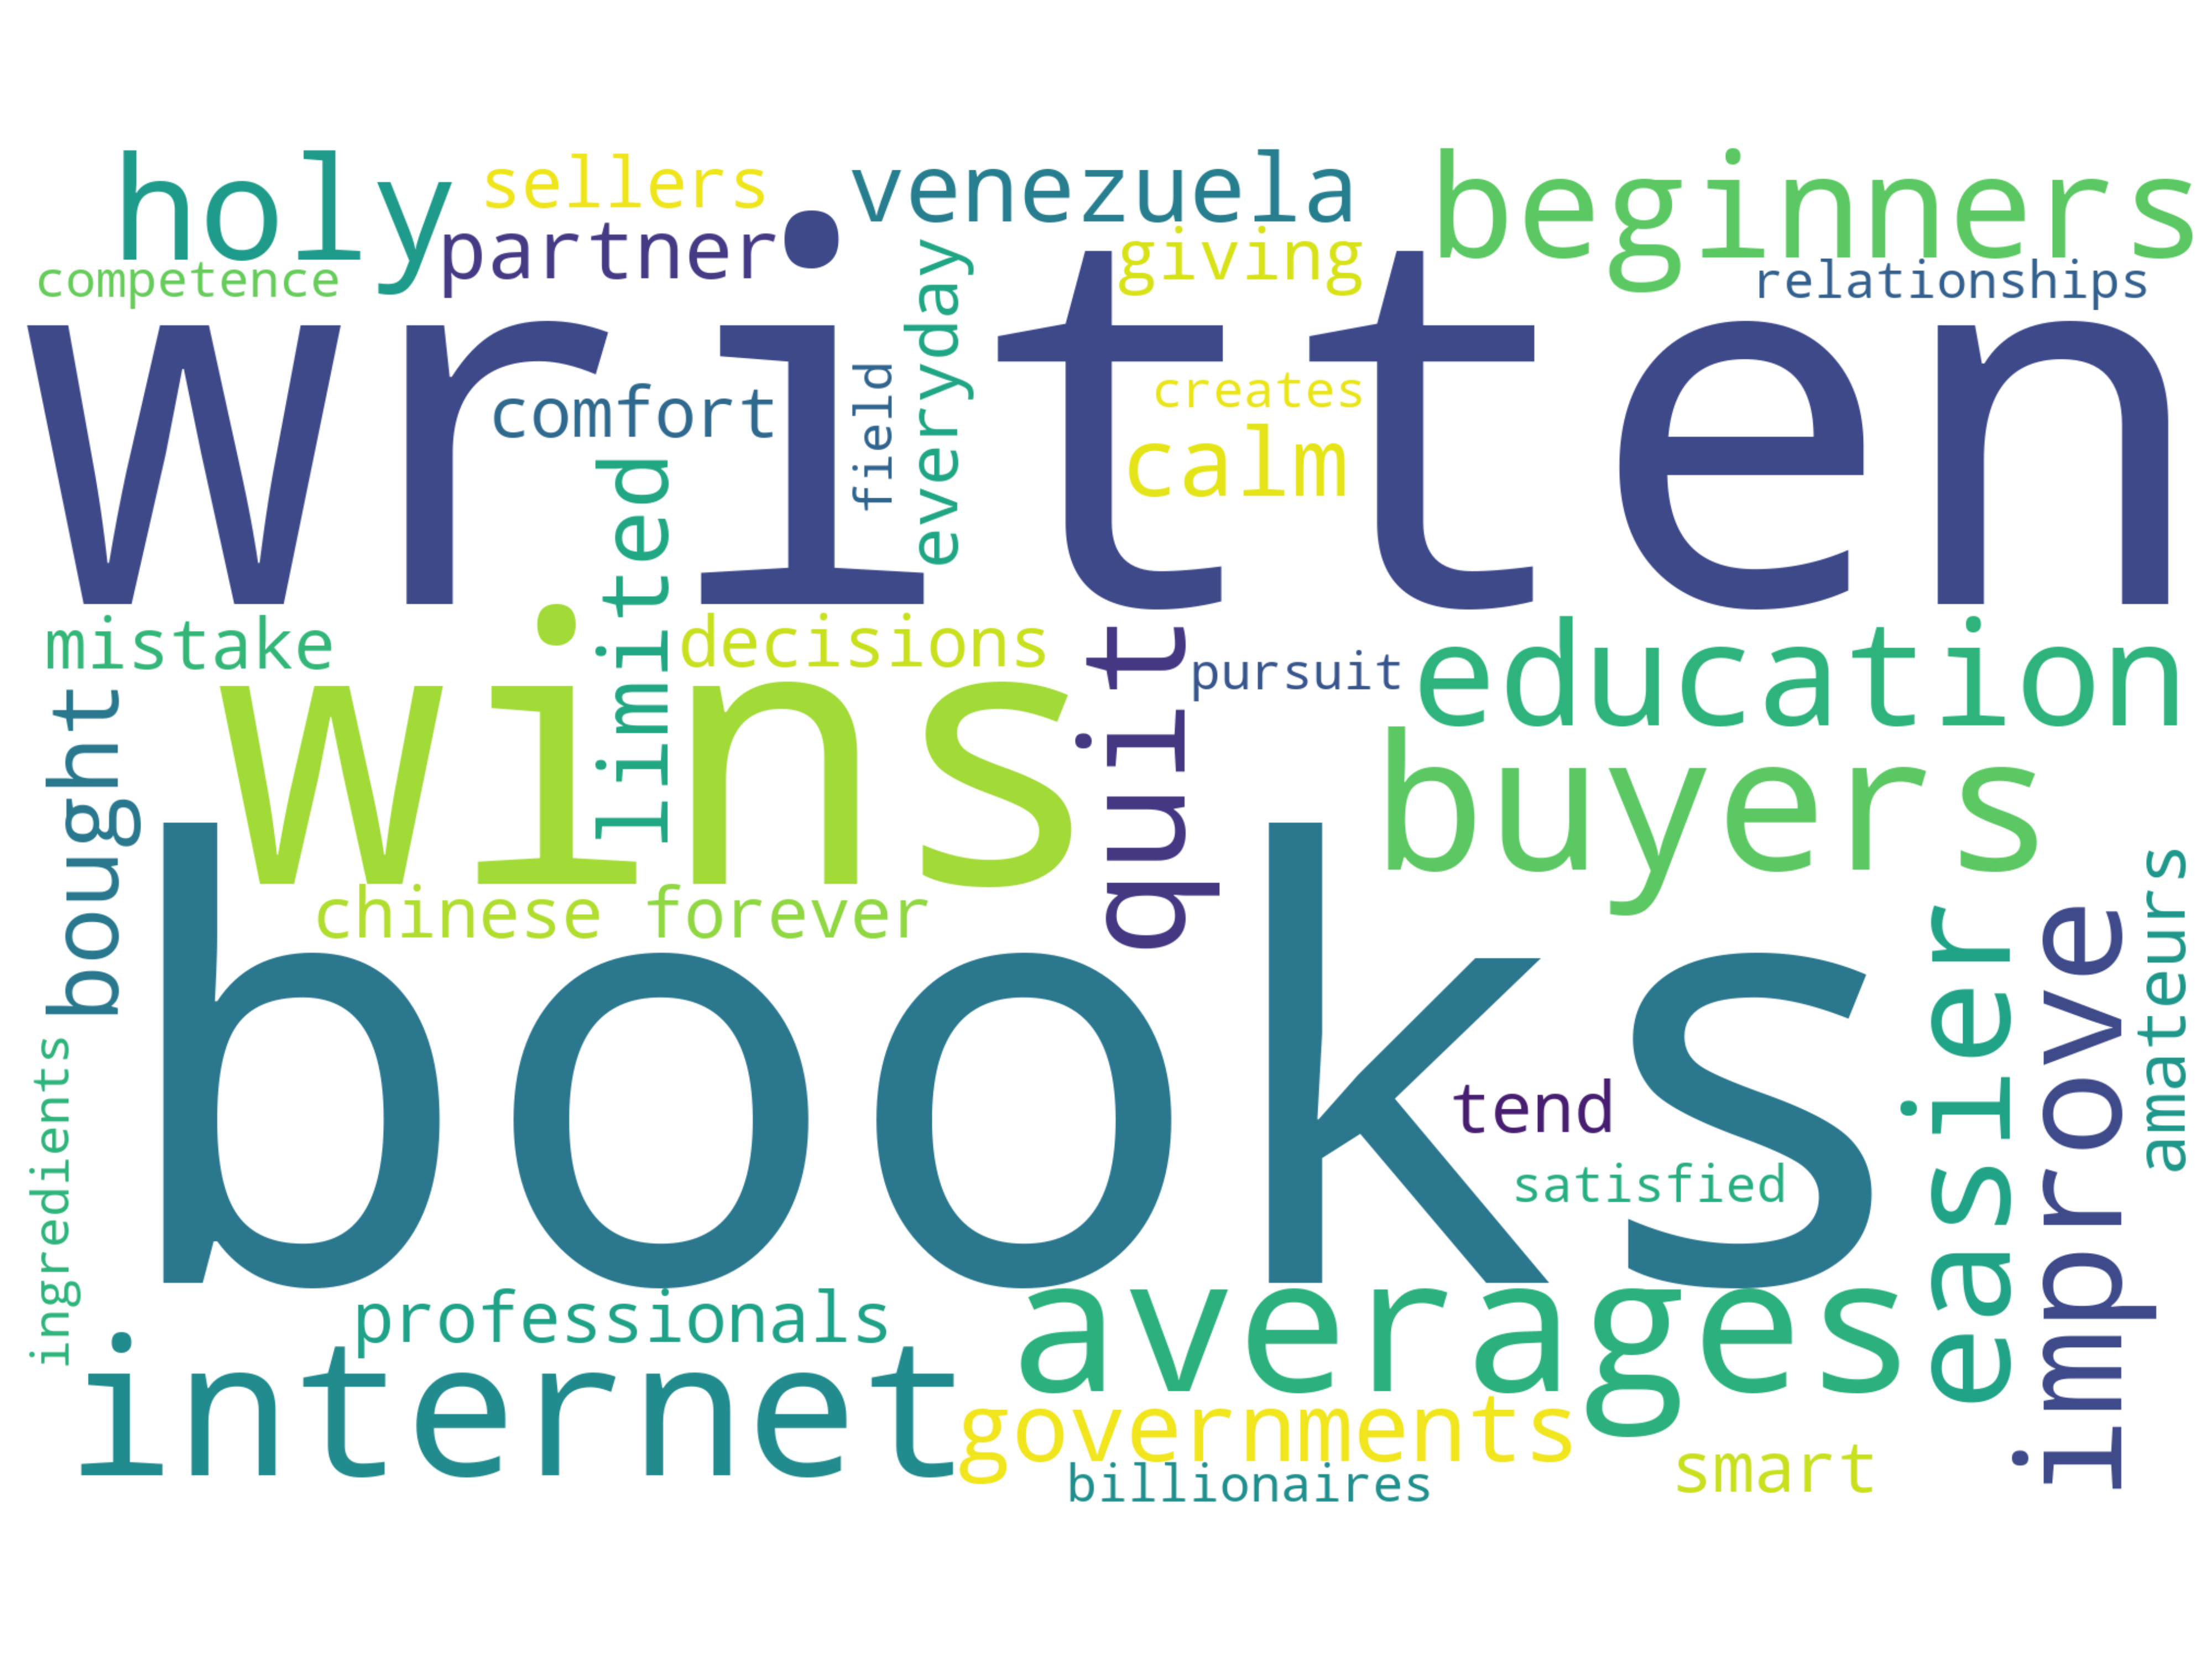 holy
sellers
venezuela
beginners
partner
giving
competence
relationships
written
everyday
field
comfort
creates
calm
limited
mistake
decisions
quit
pursuit
education
wins
bought
buyers
chinese forever
books
amateurs
easier
improve
tend
satisfied
ingredients
professionals
averages
internet
governments
billionaires
smart